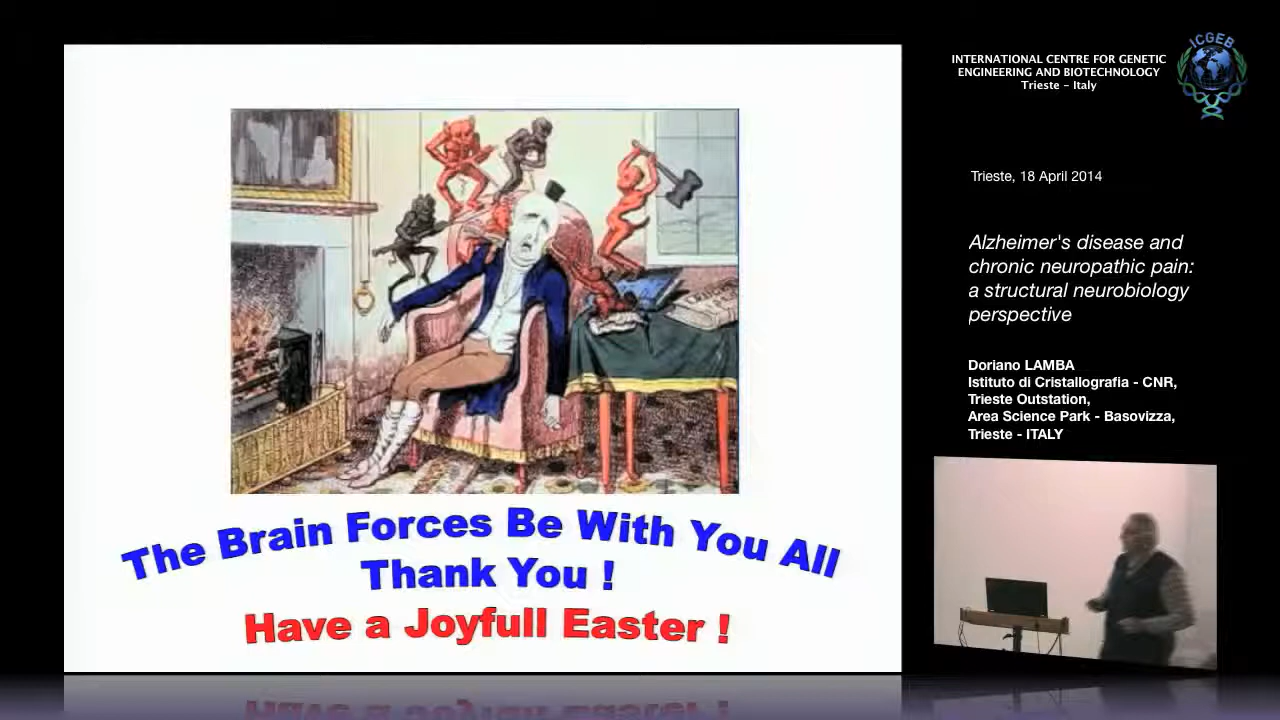 The Brain Forces Be With You All
Thank You !
Have a Joyfull Easter !
INTERNATIONAL CENTRE FOR GENETIC
ENGINEERING AND BIOTECHNOLOGY
Trieste - Italy
ICGEB
Trieste, 18 April 2014
Alzheimer's disease and
chronic neuropathic pain:
a structural neurobiology
perspective
Doriano LAMBA
Istituto di Cristallografia - CNR,
Trieste Outstation,
Area Science Park - Basovizza,
Trieste - ITALY